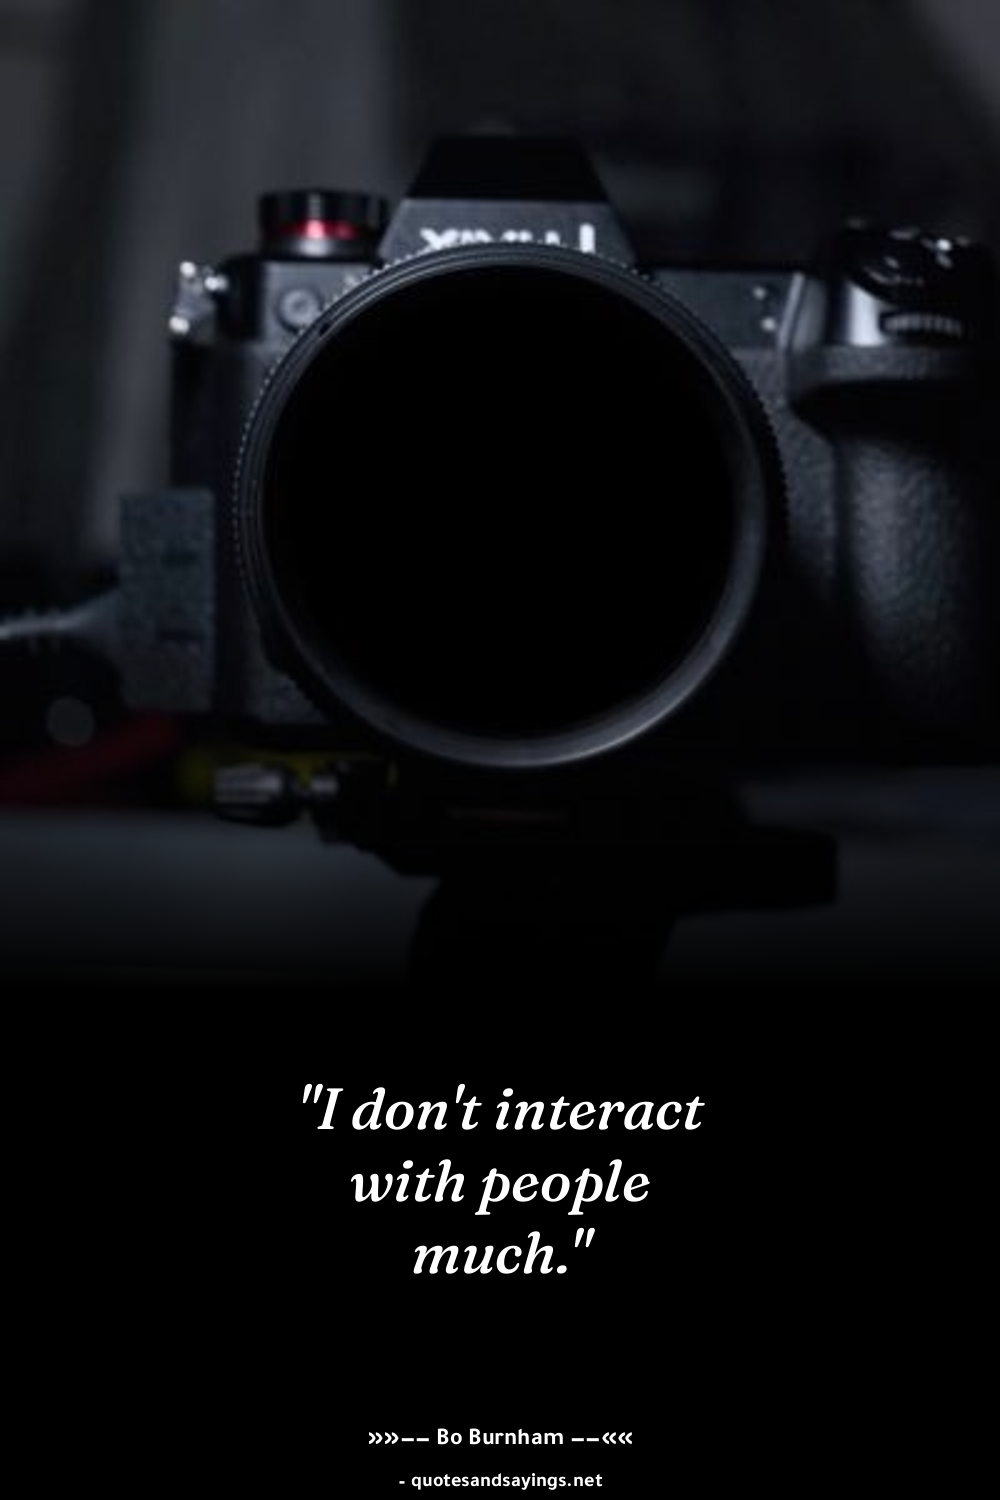 "I don't interact
with people
much."
»»—— Bo Burnham ——««
- quotesandsayings.net